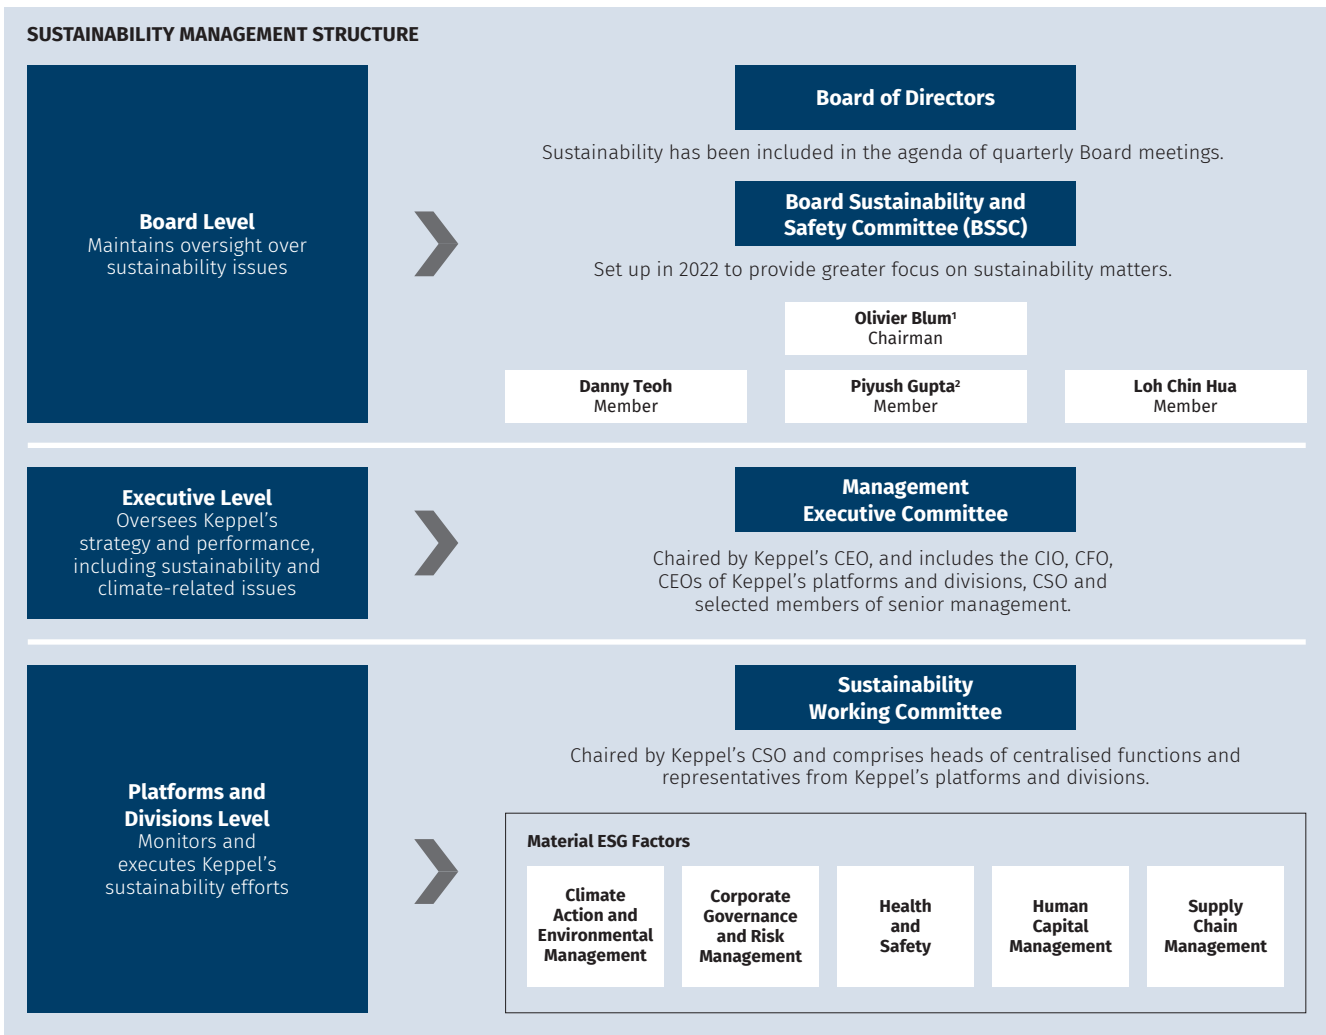 SUSTAINABILITY MANAGEMENT STRUCTURE
Board Level
Maintains oversight over
sustainability issues
Board of Directors
Sustainability has been included in the agenda of quarterly Board meetings.
Board Sustainability and
Safety Committee (BSSC)
Set up in 2022 to provide greater focus on sustainability matters.
Olivier Blum¹
Chairman
Danny Teoh
Member
Piyush Gupta²
Member
Loh Chin Hua
Member
Executive Level
Oversees Keppel’s
strategy and performance,
including sustainability and
climate-related issues
Management
Executive Committee
Chaired by Keppel’s CEO, and includes the CIO, CFO,
CEOs of Keppel’s platforms and divisions, CSO and
selected members of senior management.
Platforms and
Divisions Level
Monitors and
executes Keppel’s
sustainability efforts
Sustainability
Working Committee
Chaired by Keppel’s CSO and comprises heads of centralised functions and
representatives from Keppel’s platforms and divisions.
Material ESG Factors
Climate
Action and
Environmental
Management
Corporate
Governance
and Risk
Management
Health
and
Safety
Human
Capital
Management
Supply
Chain
Management